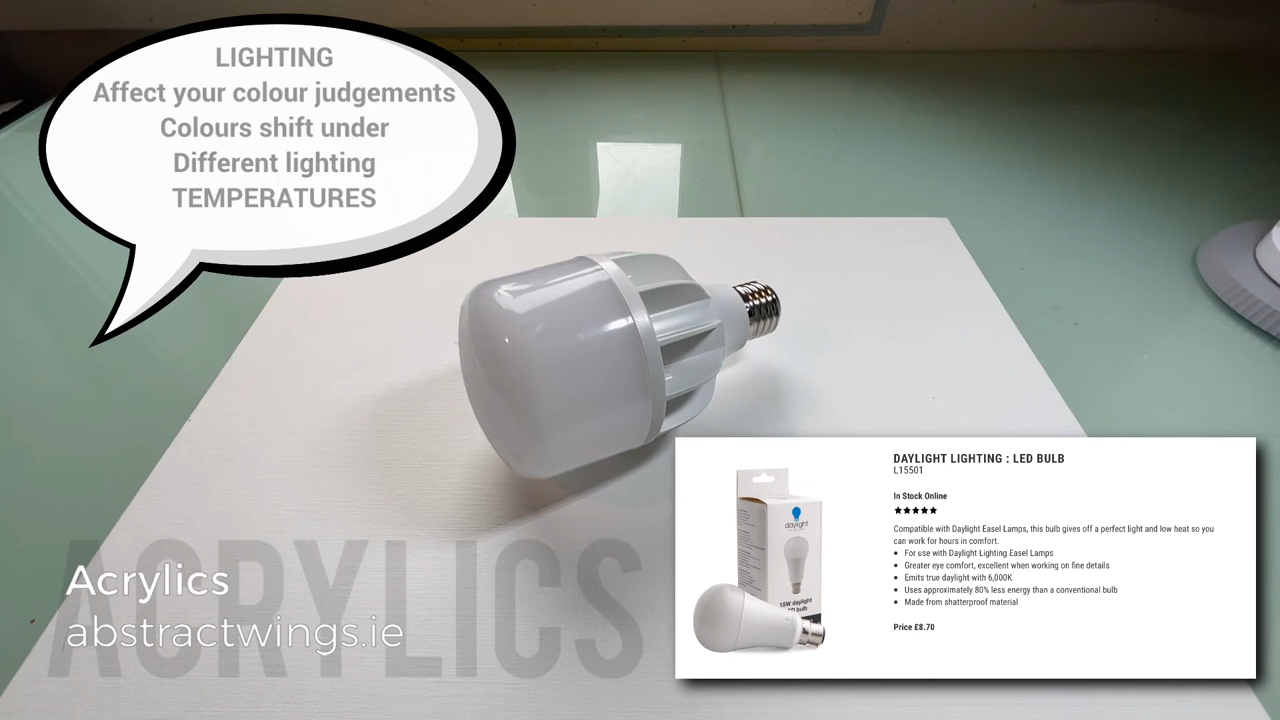 LIGHTING
Affect your colour judgements
Colours shift under
Different lighting
TEMPERATURES
DAYLIGHT LIGHTING : LED BULB
L15501
In Stock Online
★★★★★
Compatible with Daylight Easel Lamps, this bulb gives off a perfect light and low heat so you
can work for hours in comfort.
• For use with Daylight Lighting Easel Lamps
• Greater eye comfort, excellent when working on fine details
• Emits true daylight with 6,000K
• Uses approximately 80% less energy than a conventional bulb
• Made from shatterproof material
Price £8.70
daylight
15W daylight
bulb
ACRYLICS
Acrylics
abstractwings.ie